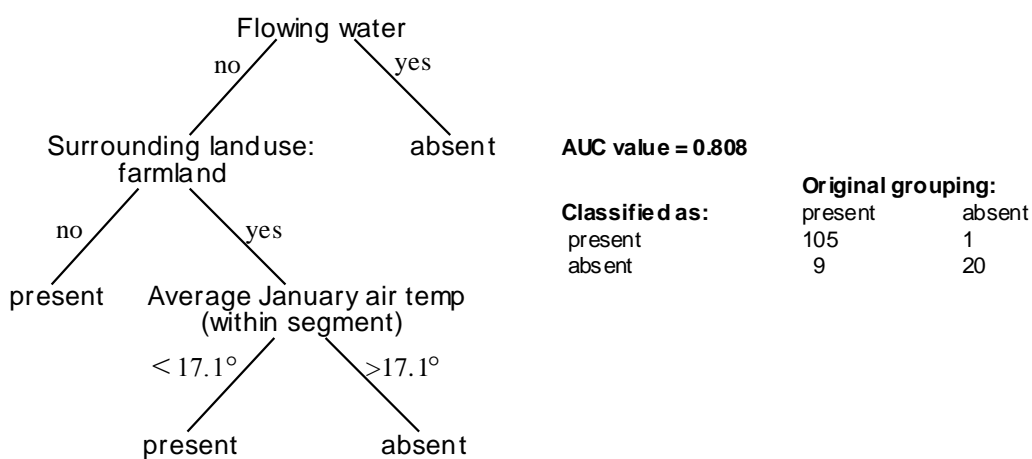 Flowing water
no
yes
Surrounding landuse:
farmland
absent
no
yes
present
Average January air temp
(within segment)
< 17.1°
>17.1°
present
absent
AUC value = 0.808
Original grouping:
Classified as:
present
absent
present
105
1
absent
9
20